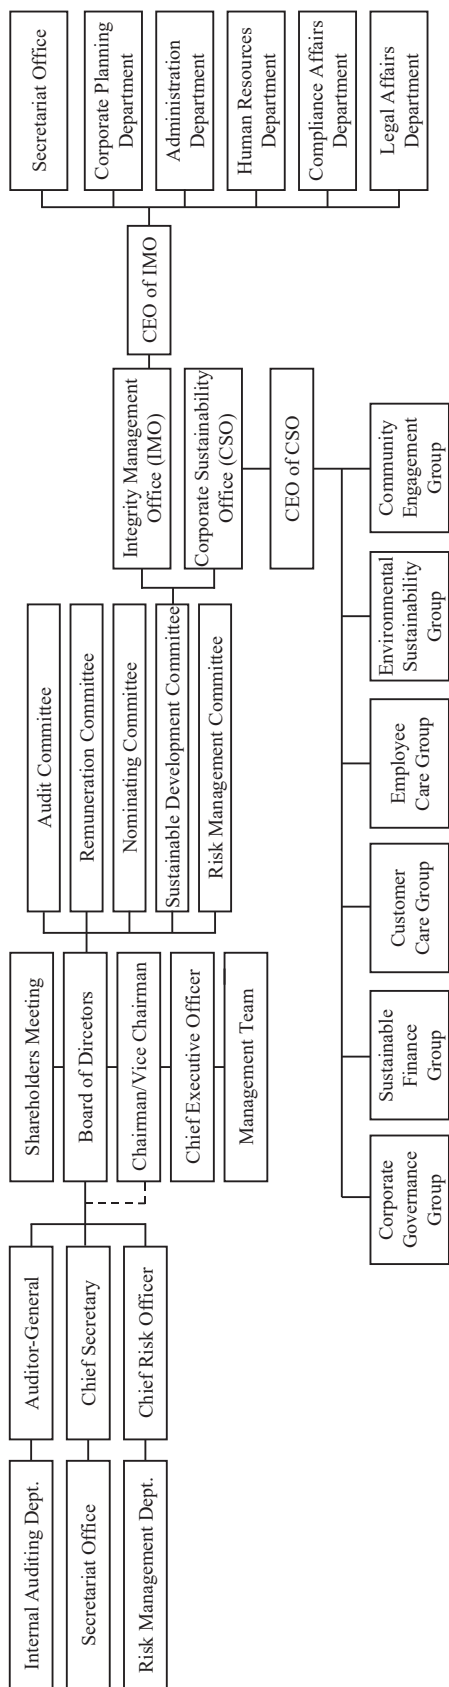 Internal Auditing Dept.
Secretariat Office
Risk Management Dept.
Auditor-General
Chief Secretary
Chief Risk Officer
Shareholders Meeting
Board of Dircetors
Chairman/Vice Chairman
Chief Executive Officer
Management Team
Audit Committee
Remuneration Committee
Nominating Committee
Sustainable Development Committee
Risk Management Committee
Integrity Management
Office (IMO)
Corporate Sustainability
Office (CSO)
CEO of IMO
CEO of CSO
Secretariat Office
Corporate Planning
Department
Administration
Department
Human Resources
Department
Compliance Affairs
Department
Legal Affairs
Department
Corporate
Governance
Group
Sustainable
Finance
Group
Customer
Care Group
Employee
Care Group
Environmental
Sustainability
Group
Community
Engagement
Group